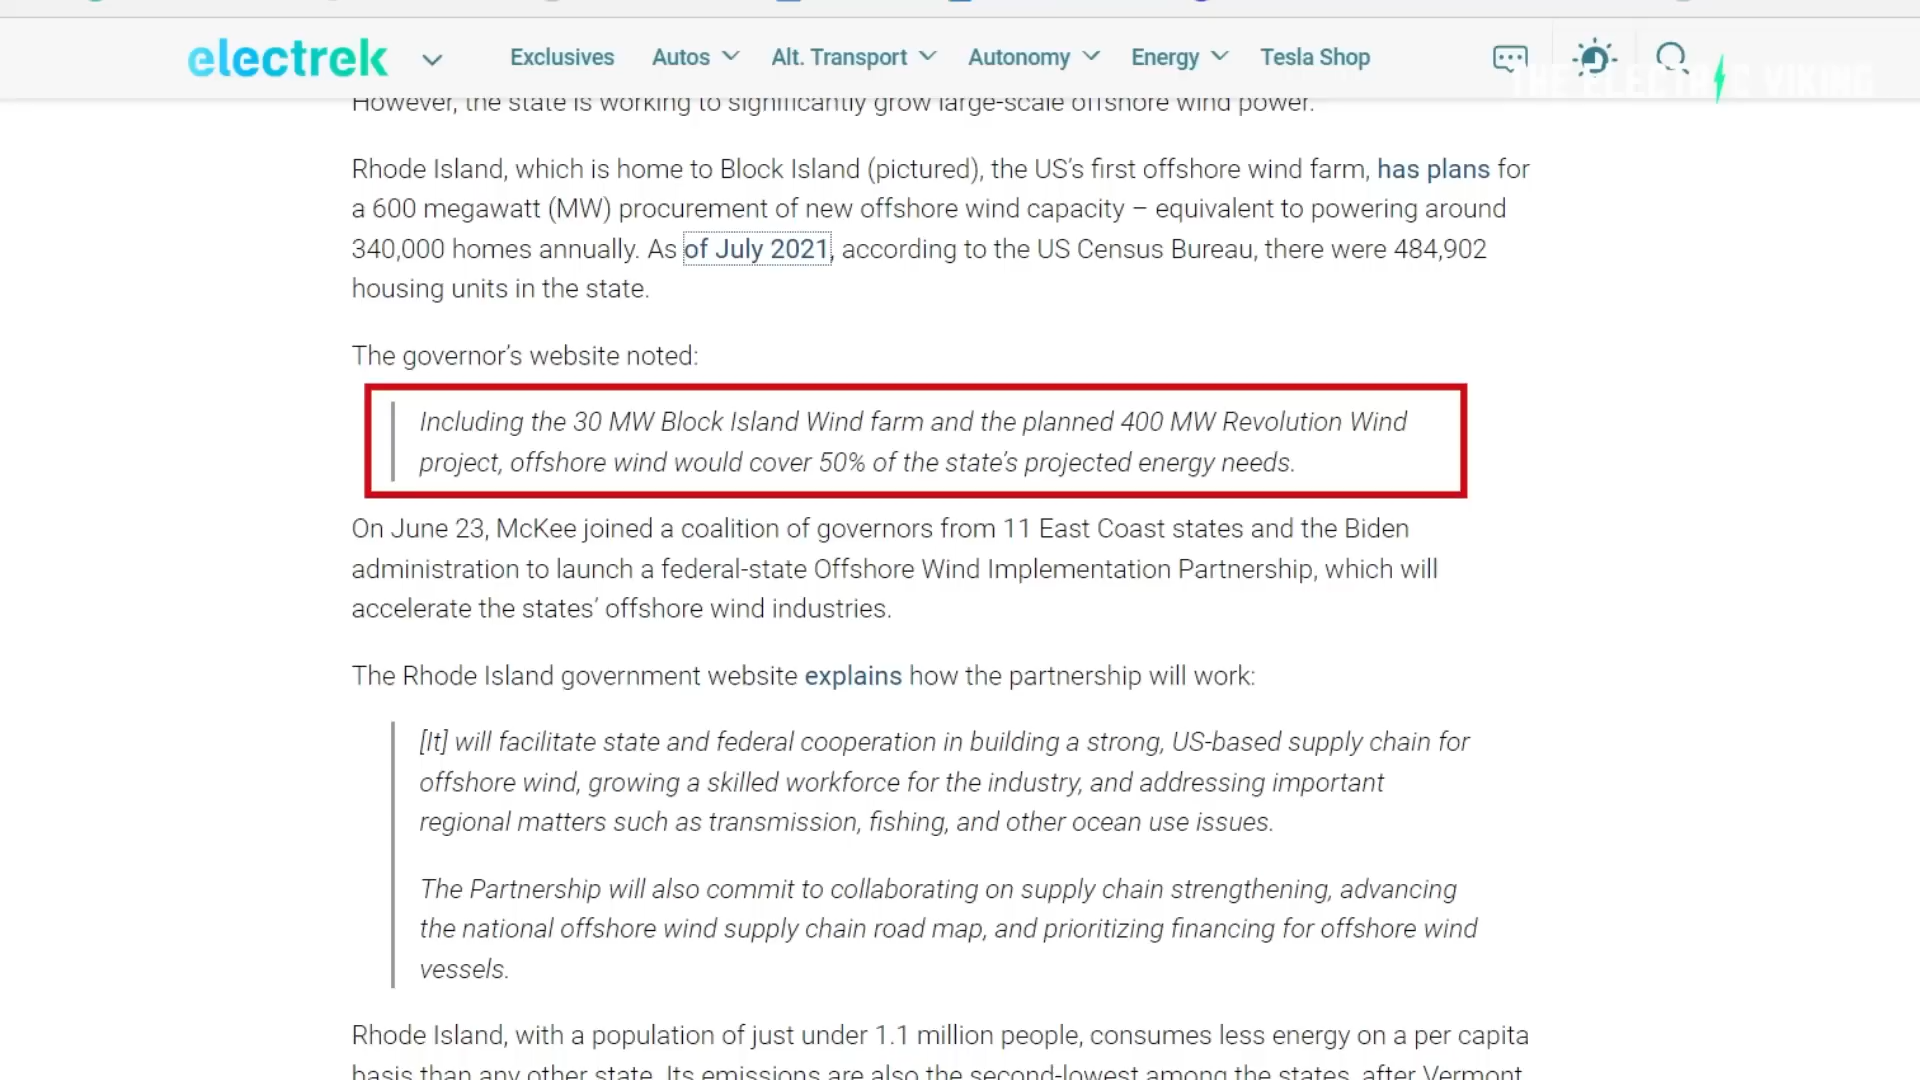 electrek
Exclusives
Autos
Alt. Transport
Autonomy
Energy
Tesla Shop
THE ELECTRIC VIKING
However, the state is working to significantly grow large-scale offshore wind power.
Rhode Island, which is home to Block Island (pictured), the US’s first offshore wind farm, has plans for
a 600 megawatt (MW) procurement of new offshore wind capacity – equivalent to powering around
340,000 homes annually. As of July 2021, according to the US Census Bureau, there were 484,902
housing units in the state.
The governor’s website noted:
Including the 30 MW Block Island Wind farm and the planned 400 MW Revolution Wind
project, offshore wind would cover 50% of the state’s projected energy needs.
On June 23, McKee joined a coalition of governors from 11 East Coast states and the Biden
administration to launch a federal-state Offshore Wind Implementation Partnership, which will
accelerate the states’ offshore wind industries.
The Rhode Island government website explains how the partnership will work:
[It] will facilitate state and federal cooperation in building a strong, US-based supply chain for
offshore wind, growing a skilled workforce for the industry, and addressing important
regional matters such as transmission, fishing, and other ocean use issues.
The Partnership will also commit to collaborating on supply chain strengthening, advancing
the national offshore wind supply chain road map, and prioritizing financing for offshore wind
vessels.
Rhode Island, with a population of just under 1.1 million people, consumes less energy on a per capita
basis than any other state. Its emissions are also the second-lowest among the states, after Vermont.